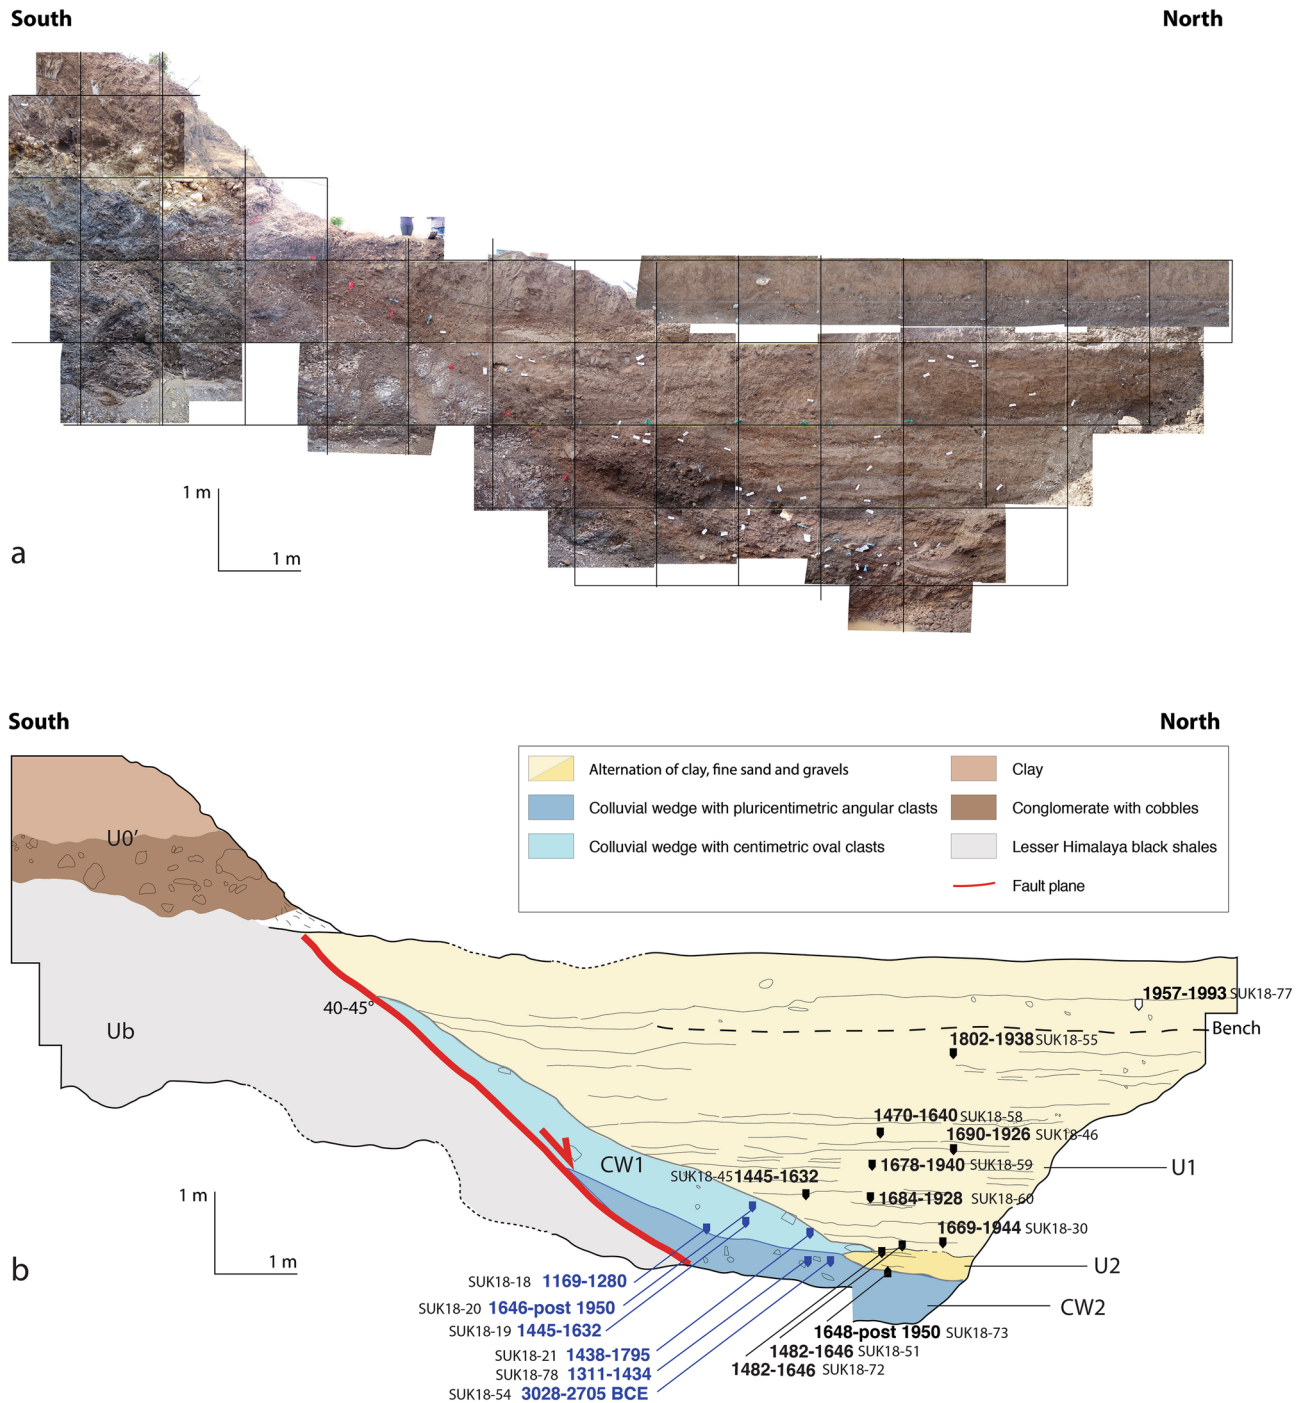 South
North
1 m
1 m
a
South
North
Alternation of clay, fine sand and gravels
Clay
Colluvial wedge with pluricentimetric angular clasts
Conglomerate with cobbles
Colluvial wedge with centimetric oval clasts
Lesser Himalaya black shales
Fault plane
U0’
40-45°
1957-1993 SUK18-77
Ub
Bench
1802-1938 SUK18-55
1470-1640 SUK18-58
1690-1926 SUK18-46
CW1
1678-1940 SUK18-59
U1
SUK18-45 1445-1632
1684-1928 SUK18-60
1 m
1669-1944 SUK18-30
1 m
b
U2
SUK18-18 1169-1280
SUK18-20 1646-post 1950
CW2
SUK18-19 1445-1632
1648-post 1950 SUK18-73
SUK18-21 1438-1795
1482-1646 SUK18-51
SUK18-78 1311-1434
1482-1646 SUK18-72
SUK18-54 3028-2705 BCE